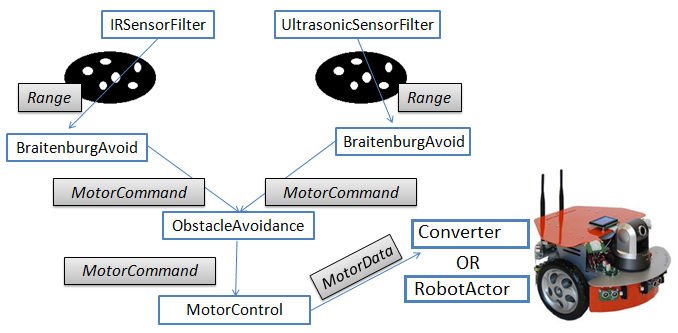 IRSensorFilter
UltrasonicSensorFilter
Range
Range
BraitenburgAvoid
BraitenburgAvoid
MotorCommand
MotorCommand
ObstacleAvoidance
Converter
MotorCommand
MotorData
OR
RobotActor
MotorControl